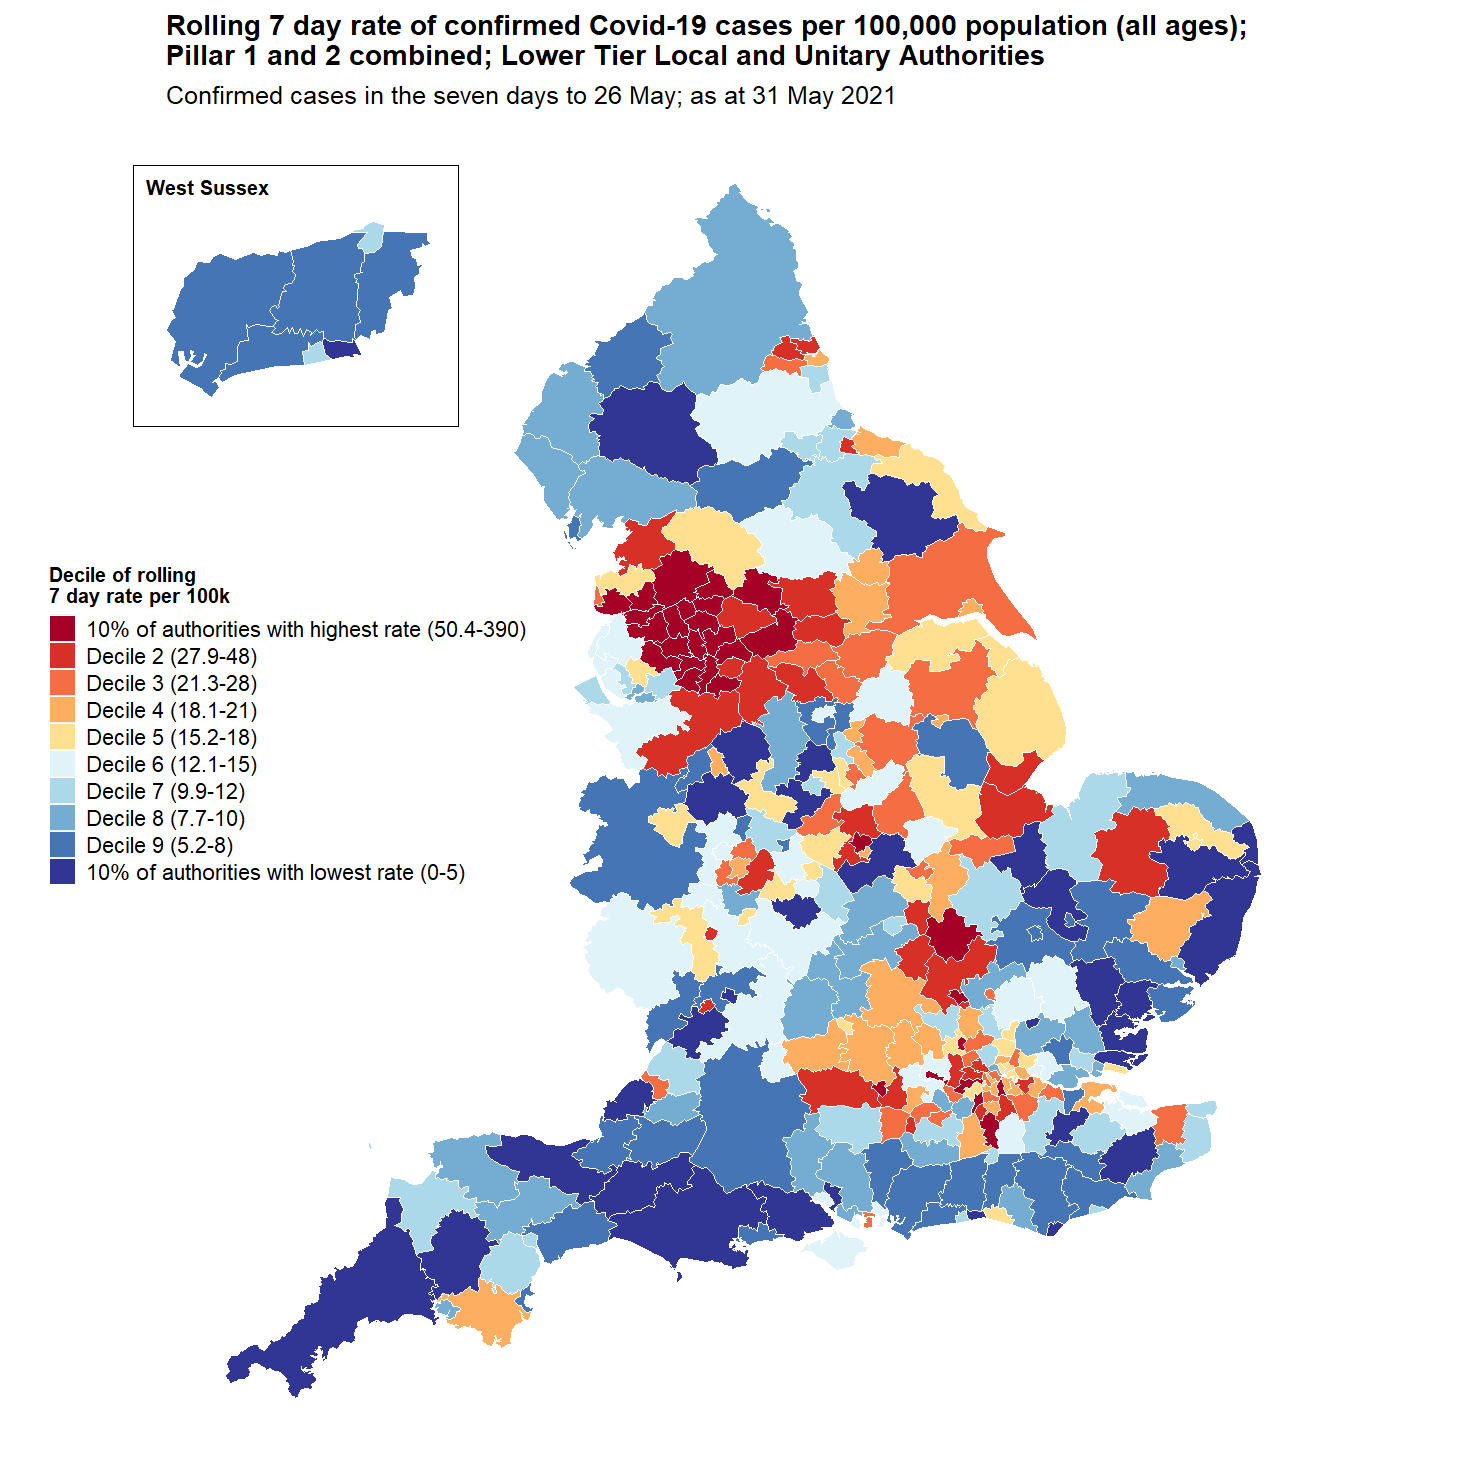 Rolling 7 day rate of confirmed Covid-19 cases per 100,000 population (all ages);
Pillar 1 and 2 combined; Lower Tier Local and Unitary Authorities
Confirmed cases in the seven days to 26 May; as at 31 May 2021
West Sussex
Decile of rolling
7 day rate per 100k
10% of authorities with highest rate (50.4-390)
Decile 2 (27.9-48)
Decile 3 (21.3-28)
Decile 4 (18.1-21)
Decile 5 (15.2-18)
Decile 6 (12.1-15)
Decile 7 (9.9-12)
Decile 8 (7.7-10)
Decile 9 (5.2-8)
10% of authorities with lowest rate (0-5)